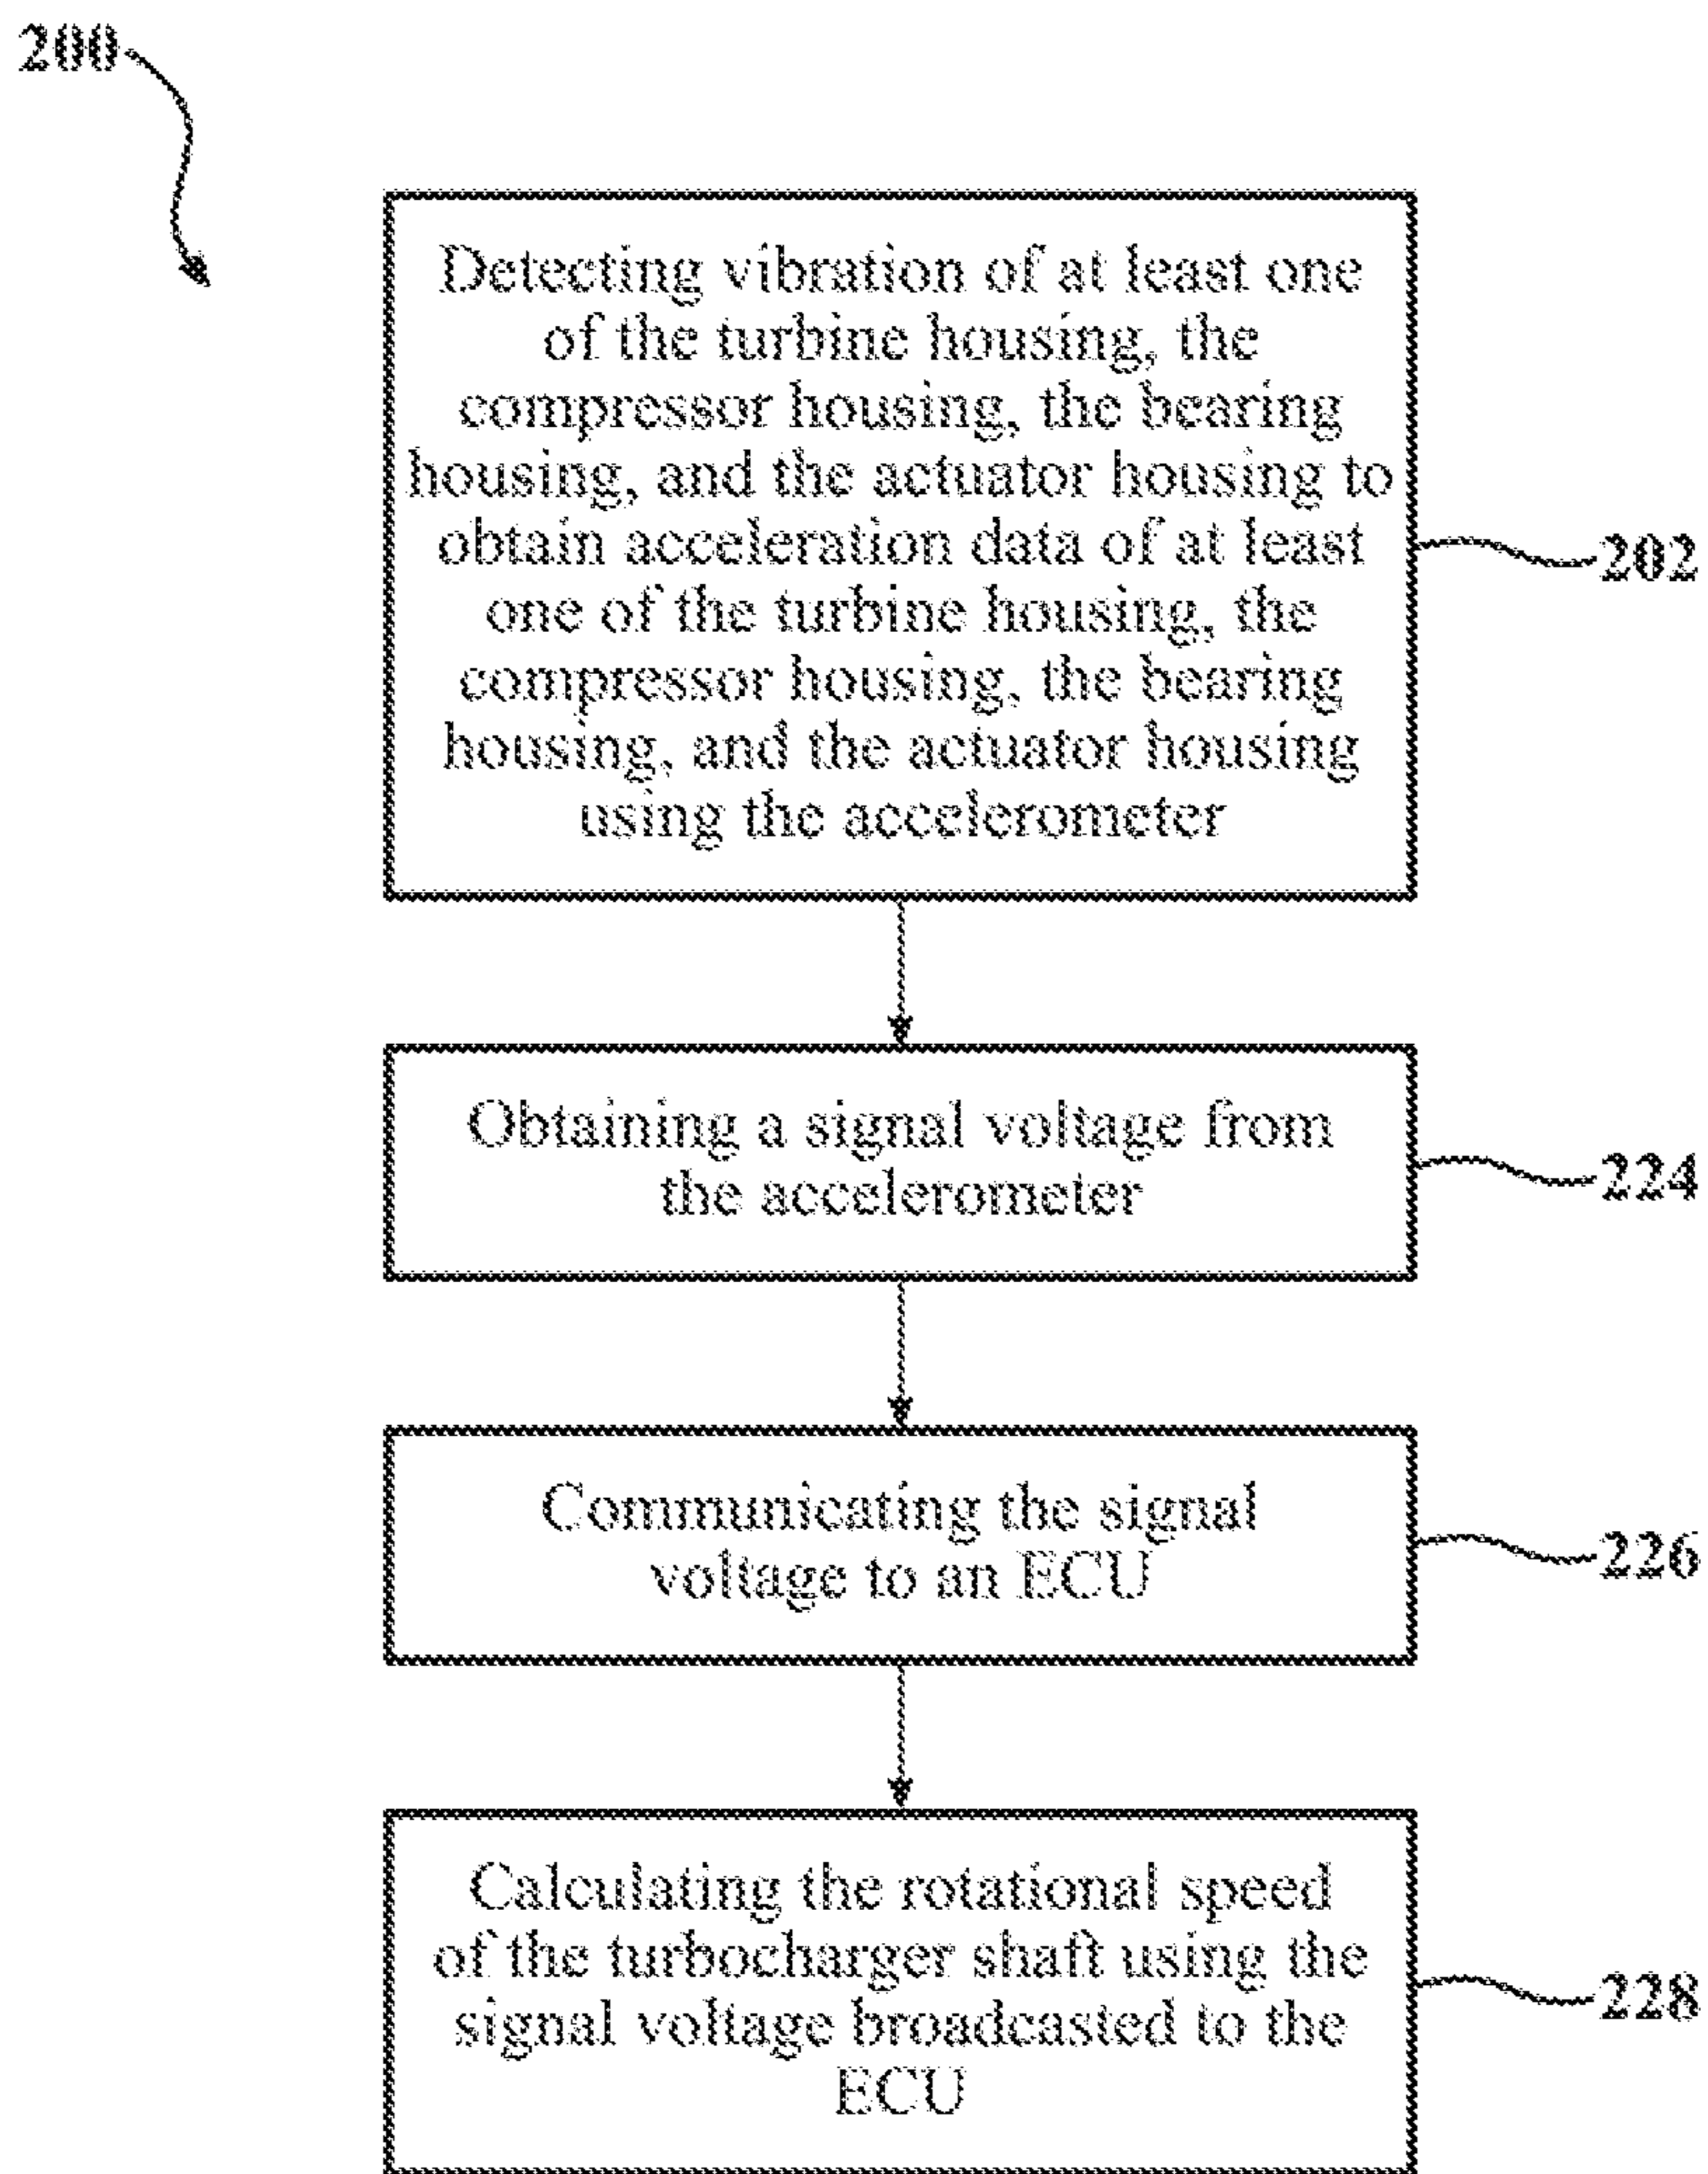 200
Detecting vibration of at least one
of the turbine housing, the
compressor housing, the bearing
housing, and the actuator housing to
obtain acceleration data of at least
one of the turbine housing, the
compressor housing, the bearing
housing, and the actuator housing
using the accelerometer
202
Obtaining a signal voltage from
the accelerometer
224
Communicating the signal
voltage to an ECU
226
Calculating the rotational speed
of the turbocharger shaft using the
signal voltage broadcasted to the
ECU
228